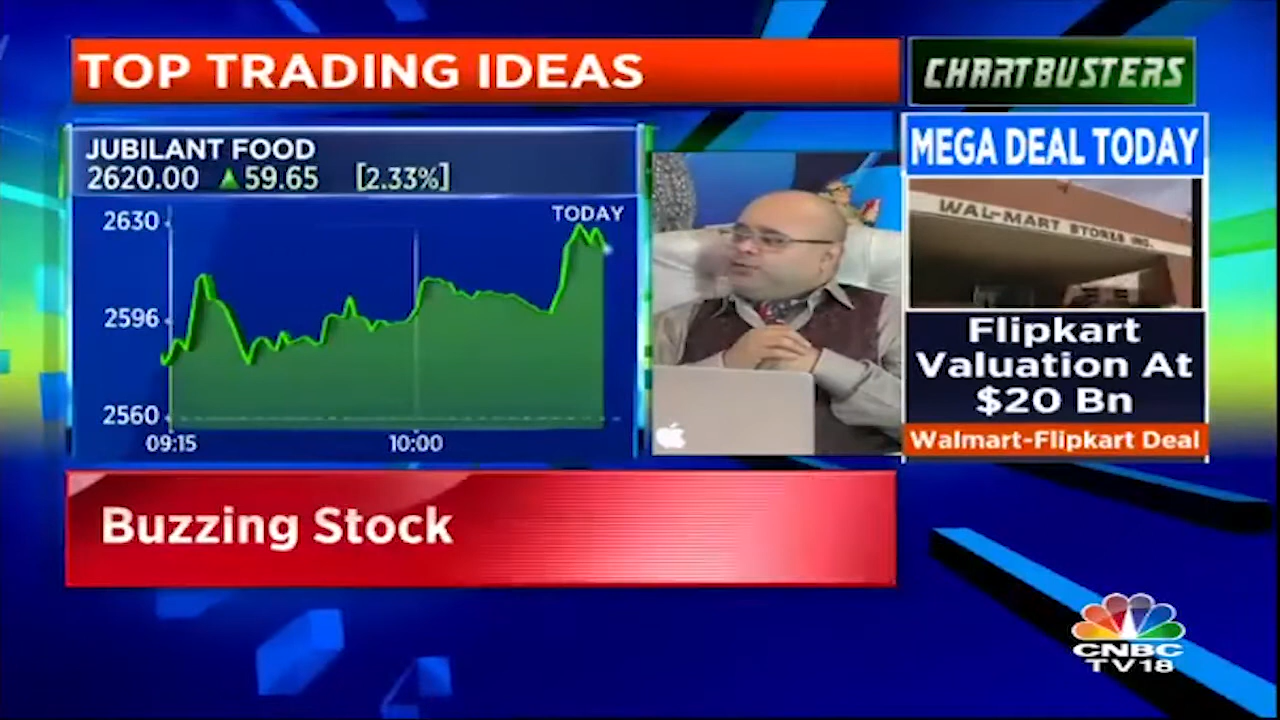 TOP TRADING IDEAS
CHARTBUSTERS
JUBILANT FOOD
2620.00 ▲59.65 [2.33%]
TODAY
2630
2596
2560
09:15
10:00
MEGA DEAL TODAY
WAL-MART STORES INC.
Flipkart
Valuation At
$20 Bn
Walmart-Flipkart Deal
Buzzing Stock
CNBC
TV18